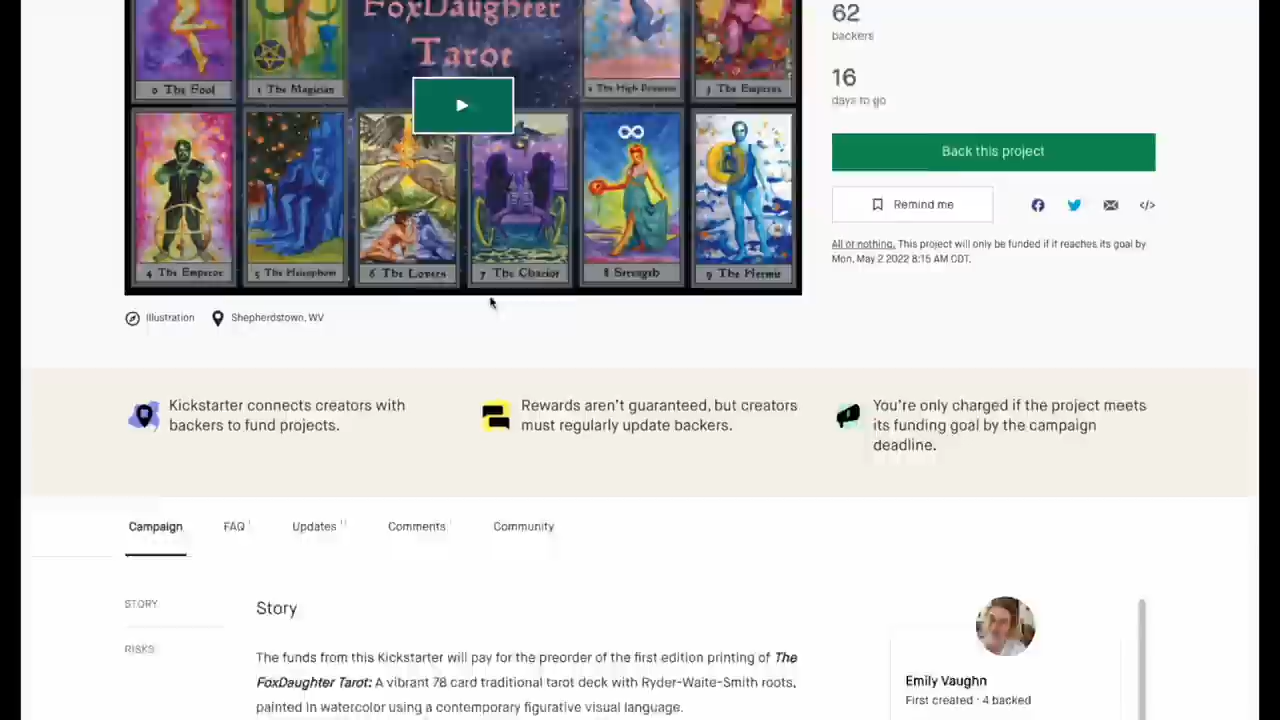 FoxDaughter
Tarot
0 The Fool
1 The Magician
2 The High Priestess
3 The Empress
4 The Emperor
5 The Heirophant
6 The Lovers
7 The Chariot
8 Strength
9 The Hermit
62
backers
16
days to go
Back this project
Remind me
All or nothing. This project will only be funded if it reaches its goal by
Mon, May 2 2022 8:15 AM CDT.
Illustration Shepherdstown, WV
Kickstarter connects creators with
backers to fund projects.
Rewards aren't guaranteed, but creators
must regularly update backers.
You're only charged if the project meets
its funding goal by the campaign
deadline.
Campaign FAQ 1 Updates 11 Comments 1 Community
STORY
RISKS
Story
The funds from this Kickstarter will pay for the preorder of the first edition printing of The
FoxDaughter Tarot: A vibrant 78 card traditional tarot deck with Ryder-Waite-Smith roots,
painted in watercolor using a contemporary figurative visual language.
Emily Vaughn
First created · 4 backed